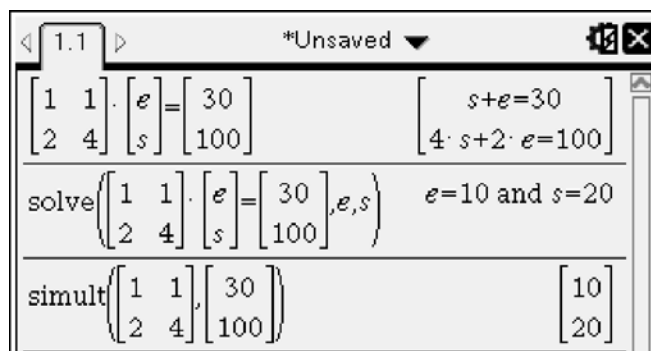 1.1 *Unsaved
[1 1
2 4]·[e
s]=[30
100] [s+e=30
4·s+2·e=100]
solve([1 1
2 4]·[e
s]=[30
100],e,s) e=10 and s=20
simult([1 1
2 4],[30
100]) [10
20]